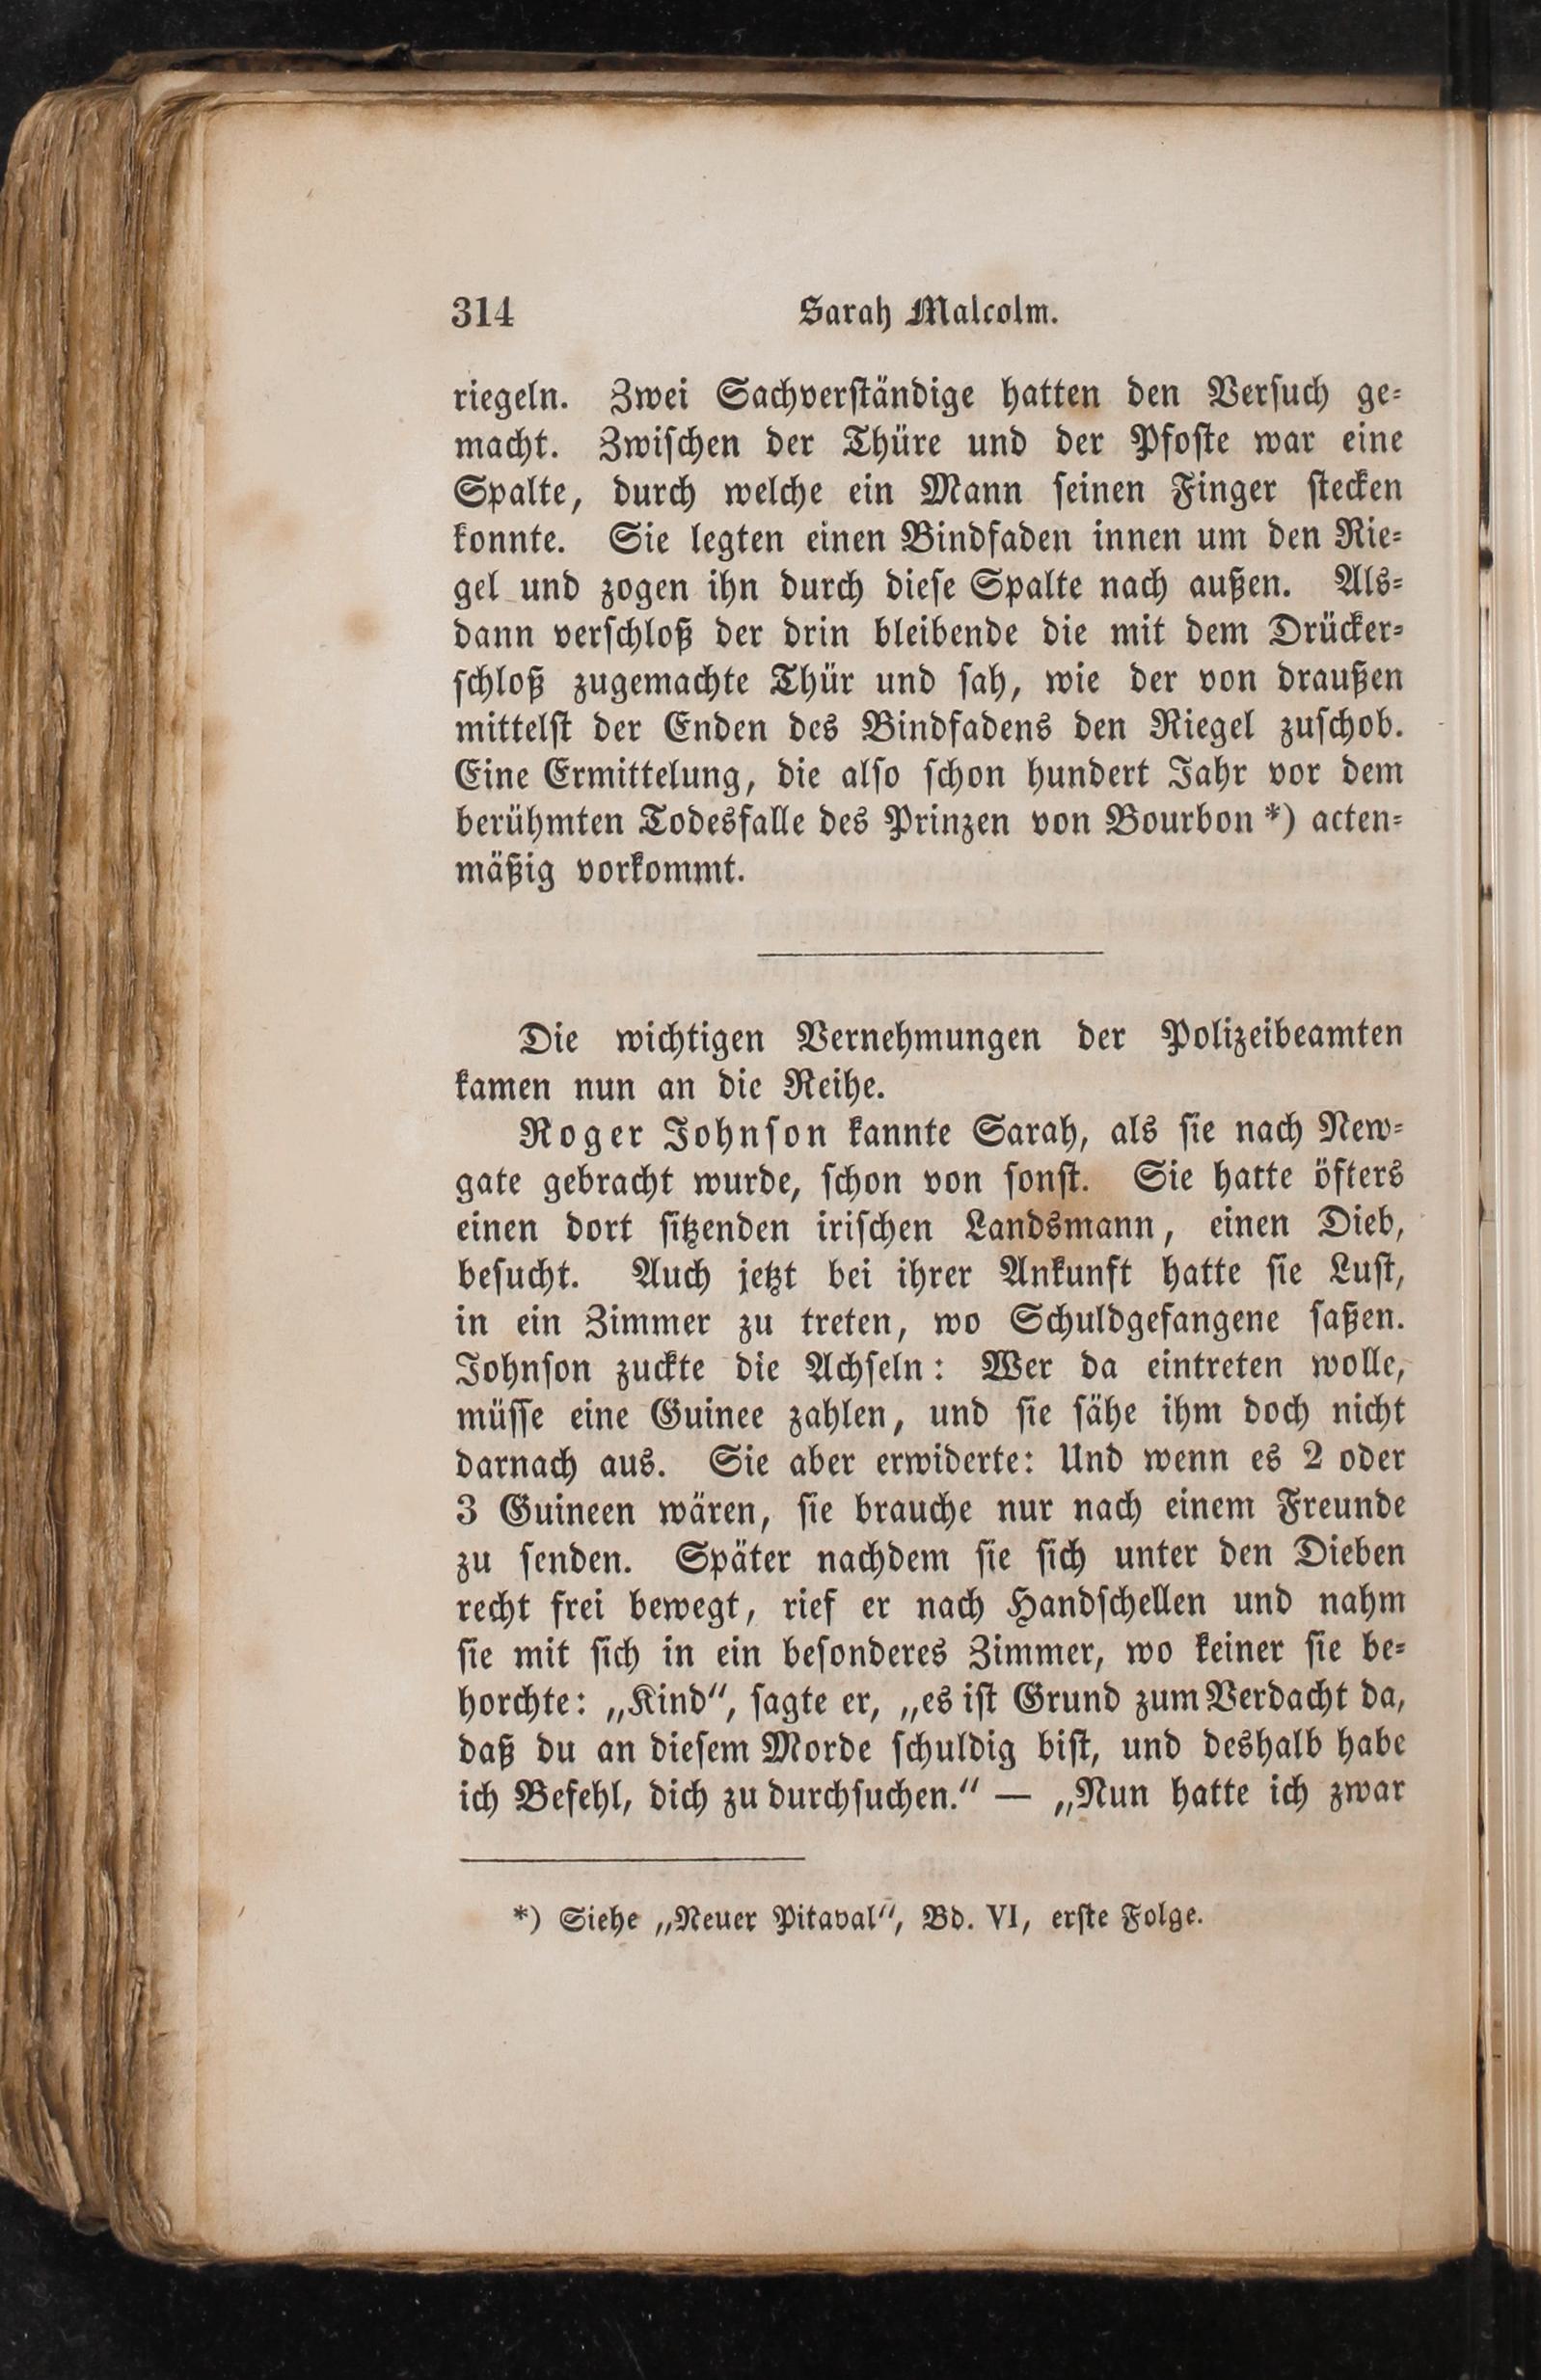 314 Sarah Malcolm.
riegeln. Zwei Sachverständige hatten den Versuch ge-
macht. Zwischen der Thüre und der Pfoste war eine
Spalte, durch welche ein Mann seinen Finger stecken
konnte. Sie legten einen Bindfaden innen um den Rie-
gel und zogen ihn durch diese Spalte nach außen. Als-
dann verschloß der drin bleibende die mit dem Drücker-
schloß zugemachte Thür und sah, wie der von draußen
mittelst der Enden des Bindfadens den Riegel zuschob.
Eine Ermittelung, die also schon hundert Jahr vor dem
berühmten Todesfalle des Prinzen von Bourbon *) acten-
mäßig vorkommt.
Die wichtigen Vernehmungen der Polizeibeamten
kamen nun an die Reihe.
Roger Johnson kannte Sarah, als sie nach New-
gate gebracht wurde, schon von sonst. Sie hatte öfters
einen dort sitzenden irischen Landsmann, einen Dieb,
besucht. Auch jetzt bei ihrer Ankunft hatte sie Lust,
in ein Zimmer zu treten, wo Schuldgefangene saßen.
Johnson zuckte die Achseln: Wer da eintreten wolle,
müsse eine Guinee zahlen, und sie sähe ihm doch nicht
darnach aus. Sie aber erwiderte: Und wenn es 2 oder
3 Guineen wären, sie brauche nur nach einem Freunde
zu senden. Später nachdem sie sich unter den Dieben
recht frei bewegt, rief er nach Handschellen und nahm
sie mit sich in ein besonderes Zimmer, wo keiner sie be-
horchte: „Kind“, sagte er, „es ist Grund zum Verdacht da,
daß du an diesem Morde schuldig bist, und deshalb habe
ich Befehl, dich zu durchsuchen.“ — „Nun hatte ich zwar
*) Siehe „Neuer Pitaval“, Bd. VI, erste Folge.